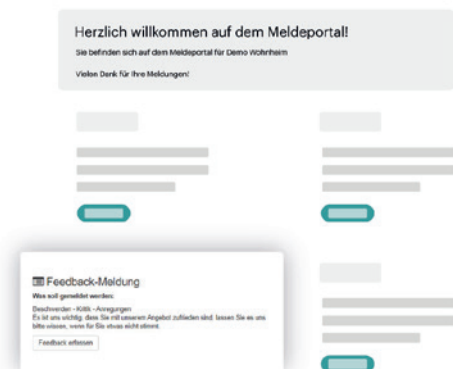 Herzlich willkommen auf dem Meldeportal!
Sie befinden sich auf dem Meldeportal für Demo Wohnheim
Vielen Dank für Ihre Meldungen!
Feedback-Meldung
Was soll gemeldet werden:
Beschwerden - Kritik - Anregungen
Es ist uns wichtig, dass Sie mit unserem Angebot zufrieden sind, lassen Sie es uns
bitte wissen, wenn für Sie etwas nicht stimmt.
Feedback erfassen